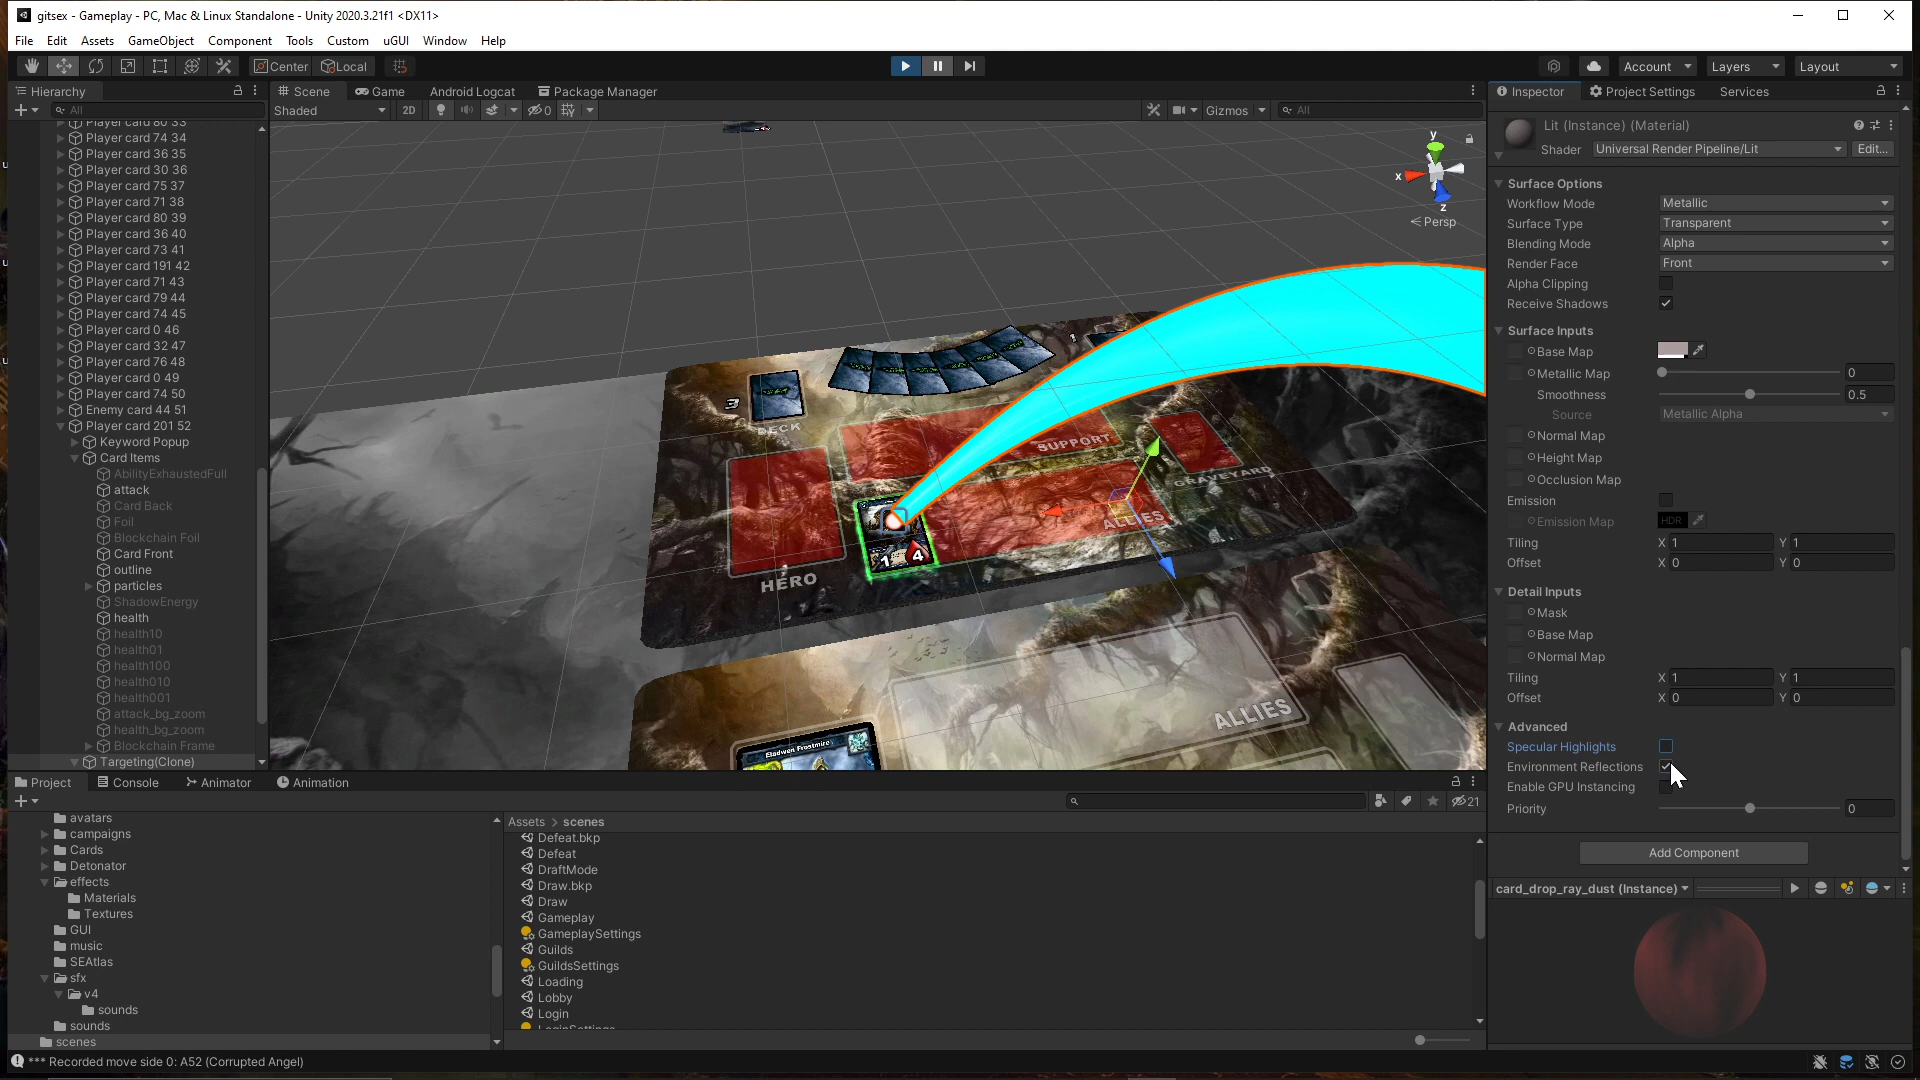 gitsex - Gameplay - PC, Mac & Linux Standalone - Unity 2020.3.21f1 <DX11>
File Edit Assets GameObject Component Tools Custom uGUI Window Help
Center Local
Account Layers Layout
Hierarchy
All
Player card 80 33
Player card 74 34
Player card 36 35
Player card 30 36
Player card 75 37
Player card 71 38
Player card 80 39
Player card 36 40
Player card 73 41
Player card 191 42
Player card 71 43
Player card 79 44
Player card 74 45
Player card 0 46
Player card 32 47
Player card 76 48
Player card 0 49
Player card 74 50
Enemy card 44 51
Player card 201 52
Keyword Popup
Card Items
AbilityExhaustedFull
attack
Card Back
Foil
Blockchain Foil
Card Front
outline
particles
ShadowEnergy
health
health10
health01
health100
health010
health001
attack_bg_zoom
health_bg_zoom
Blockchain Frame
Targeting(Clone)
Scene Game Android Logcat Package Manager
Shaded 2D 0 Gizmos All
y
x
z
< Persp
3
DECK
SUPPORT
GRAVEYARD
ALLIES
HERO
1 4
ALLIES
Eladwen Frostmire
Inspector Project Settings Services
Lit (Instance) (Material)
Shader Universal Render Pipeline/Lit Edit...
Surface Options
Workflow Mode Metallic
Surface Type Transparent
Blending Mode Alpha
Render Face Front
Alpha Clipping
Receive Shadows
Surface Inputs
Base Map
Metallic Map 0
Smoothness 0.5
Source Metallic Alpha
Normal Map
Height Map
Occlusion Map
Emission
Emission Map HDR
Tiling X 1 Y 1
Offset X 0 Y 0
Detail Inputs
Mask
Base Map
Normal Map
Tiling X 1 Y 1
Offset X 0 Y 0
Advanced
Specular Highlights
Environment Reflections
Enable GPU Instancing
Priority 0
Add Component
card_drop_ray_dust (Instance)
Project Console Animator Animation
21
avatars
campaigns
Cards
Detonator
effects
Materials
Textures
GUI
music
SEAtlas
sfx
v4
sounds
sounds
scenes
Assets > scenes
Defeat.bkp
Defeat
DraftMode
Draw.bkp
Draw
Gameplay
GameplaySettings
Guilds
GuildsSettings
Loading
Lobby
Login
LoginSettings
*** Recorded move side 0: A52 (Corrupted Angel)